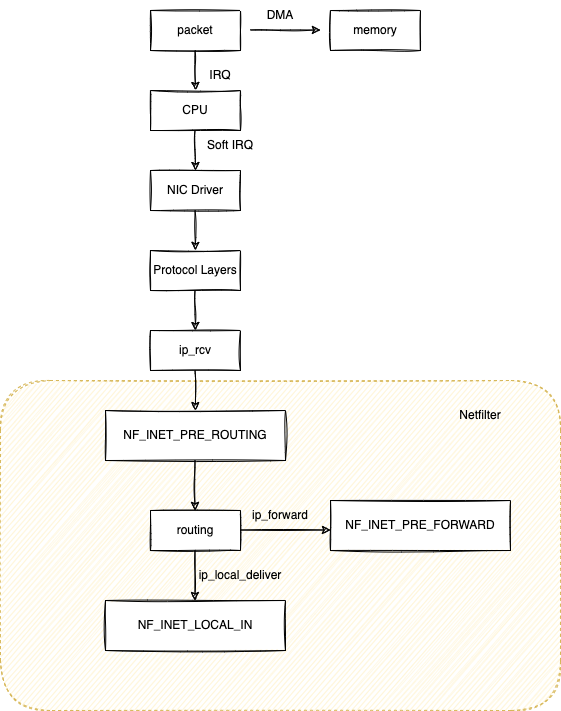 DMA
packet
memory
IRQ
CPU
Soft IRQ
NIC Driver
Protocol Layers
ip_rcv
Netfilter
NF_INET_PRE_ROUTING
ip_forward
routing
NF_INET_PRE_FORWARD
ip_local_deliver
NF_INET_LOCAL_IN